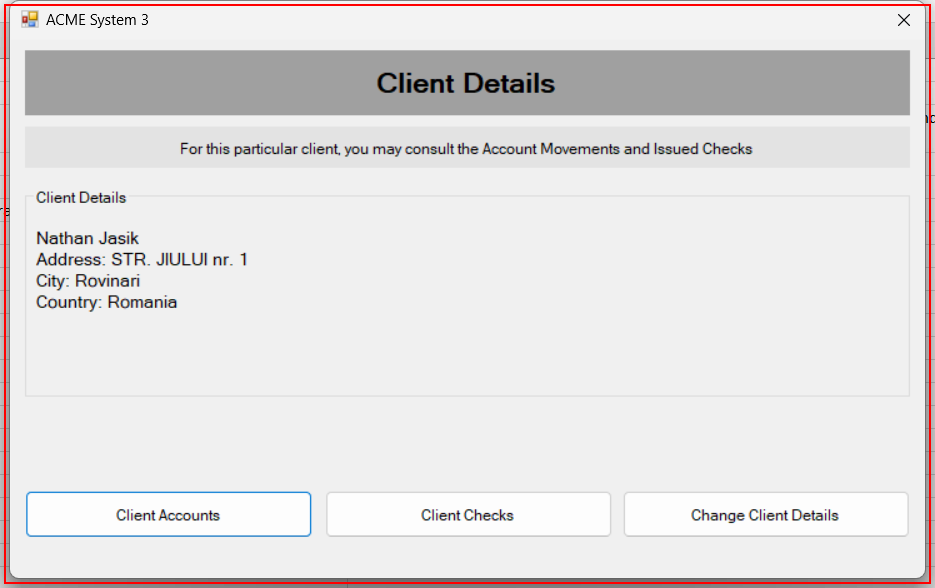 ACME System 3
Client Details
For this particular client, you may consult the Account Movements and Issued Checks
Client Details
Nathan Jasik
Address: STR. JIULUI nr. 1
City: Rovinari
Country: Romania
Client Accounts
Client Checks
Change Client Details